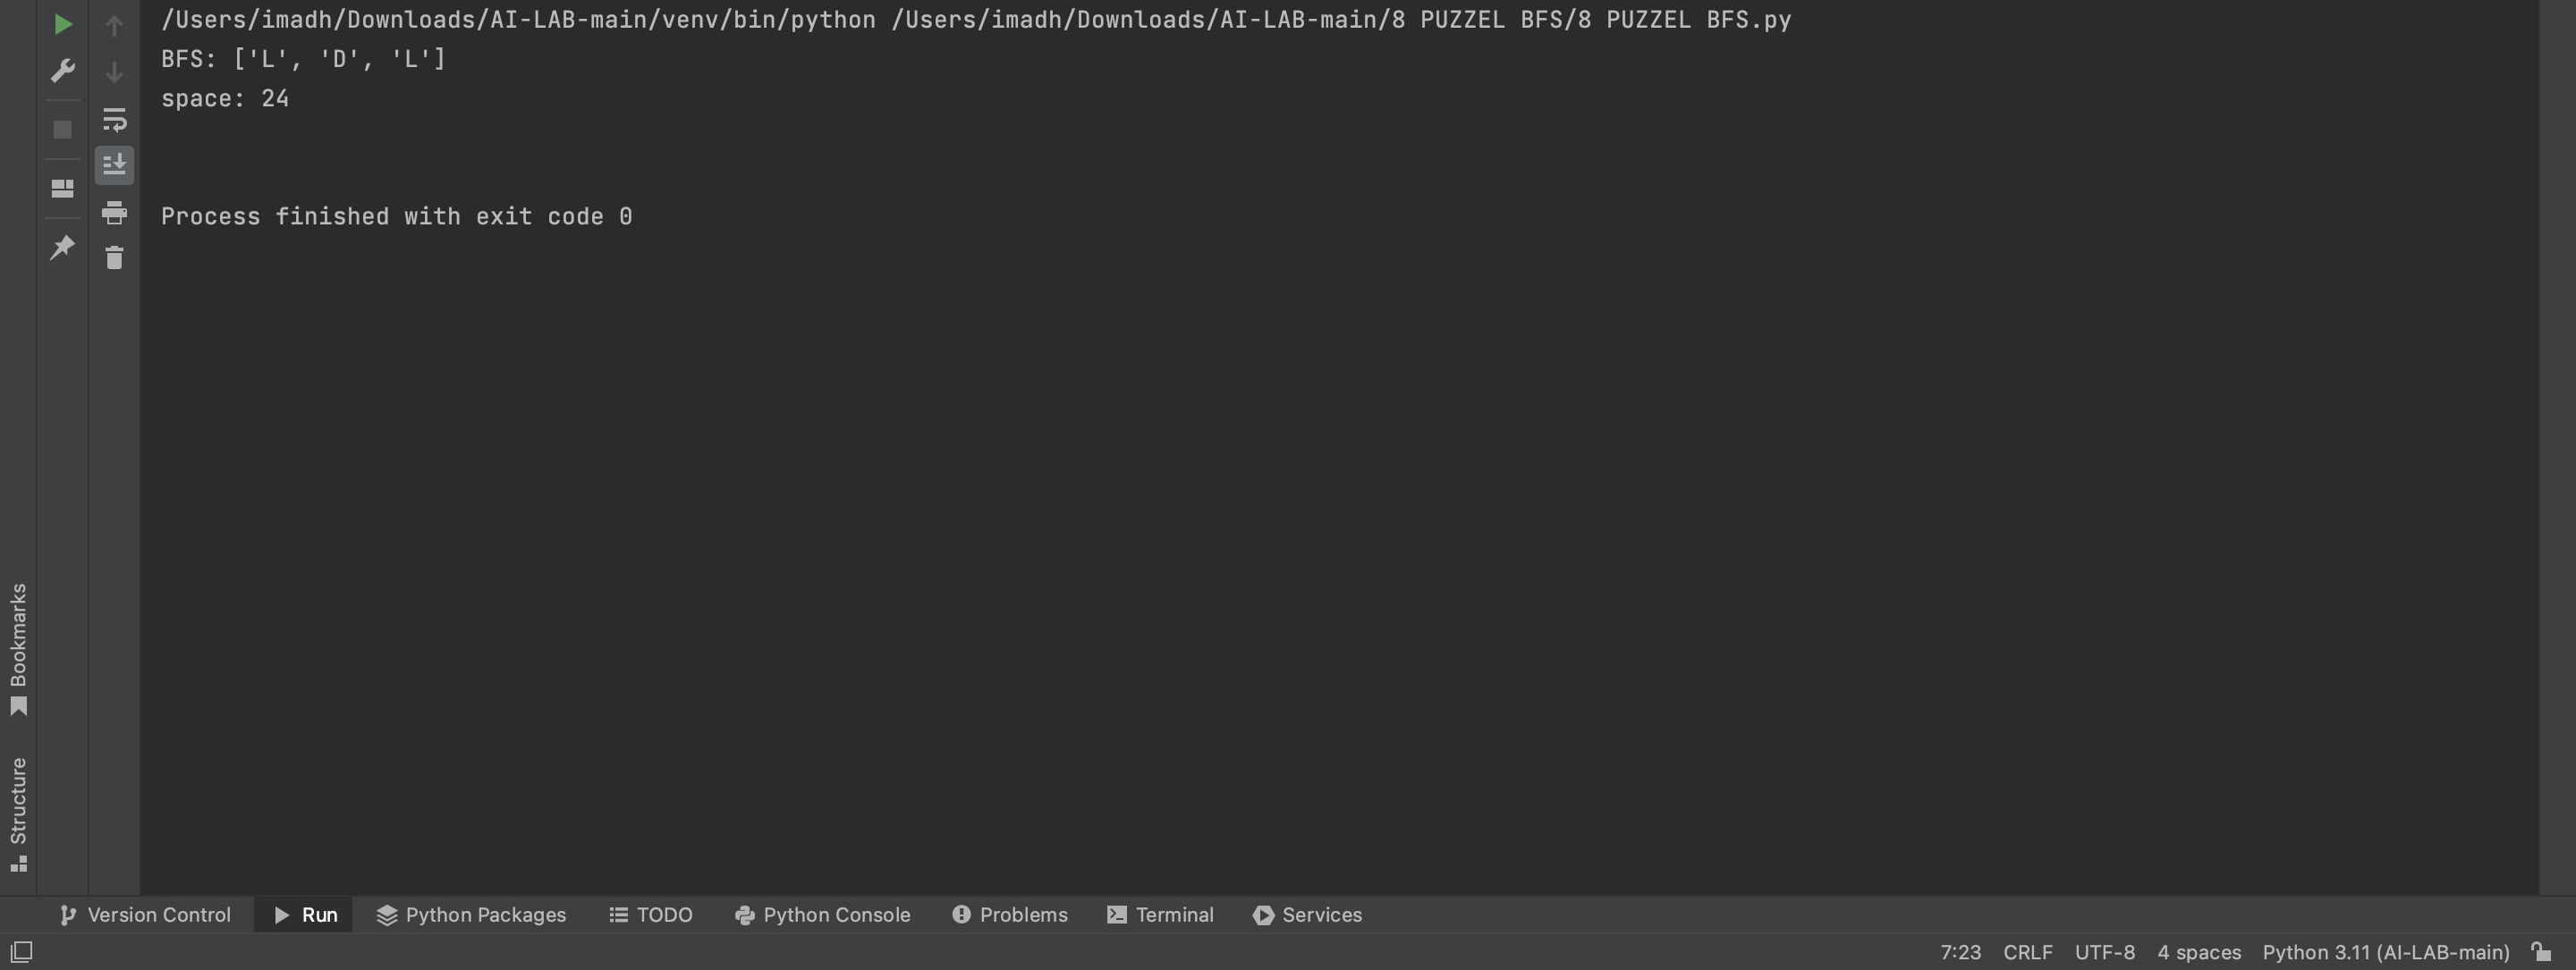 /Users/imadh/Downloads/AI-LAB-main/venv/bin/python /Users/imadh/Downloads/AI-LAB-main/8 PUZZEL BFS/8 PUZZEL BFS.py
BFS: ['L', 'D', 'L']
space: 24
Process finished with exit code 0
Bookmarks
Structure
Version Control Run Python Packages TODO Python Console Problems Terminal Services
7:23 CRLF UTF-8 4 spaces Python 3.11 (AI-LAB-main)